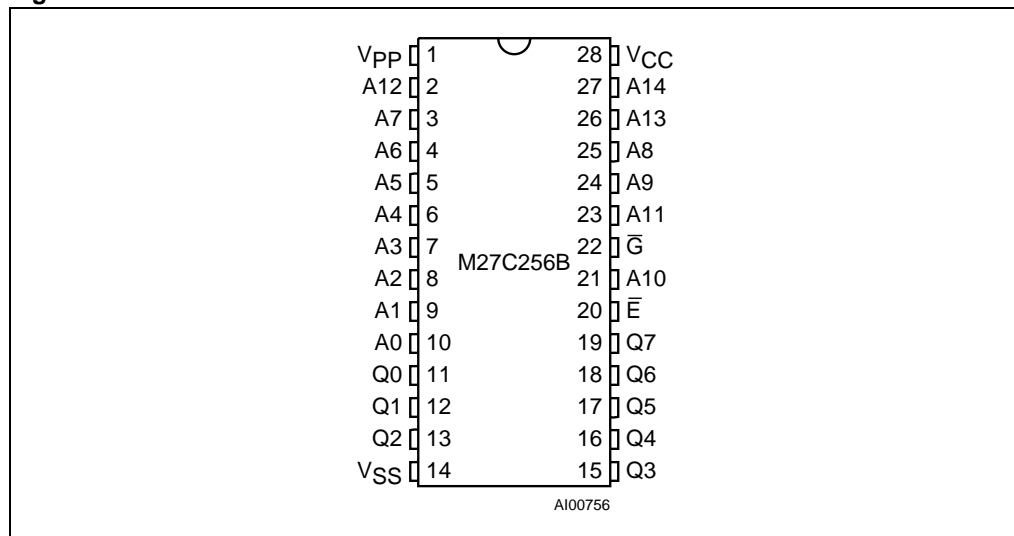 VPP 1 28 VCC
A12 2 27 A14
A7 3 26 A13
A6 4 25 A8
A5 5 24 A9
A4 6 23 A11
A3 7 22 G̅
M27C256B
A2 8 21 A10
A1 9 20 E̅
A0 10 19 Q7
Q0 11 18 Q6
Q1 12 17 Q5
Q2 13 16 Q4
VSS 14 15 Q3
AI00756